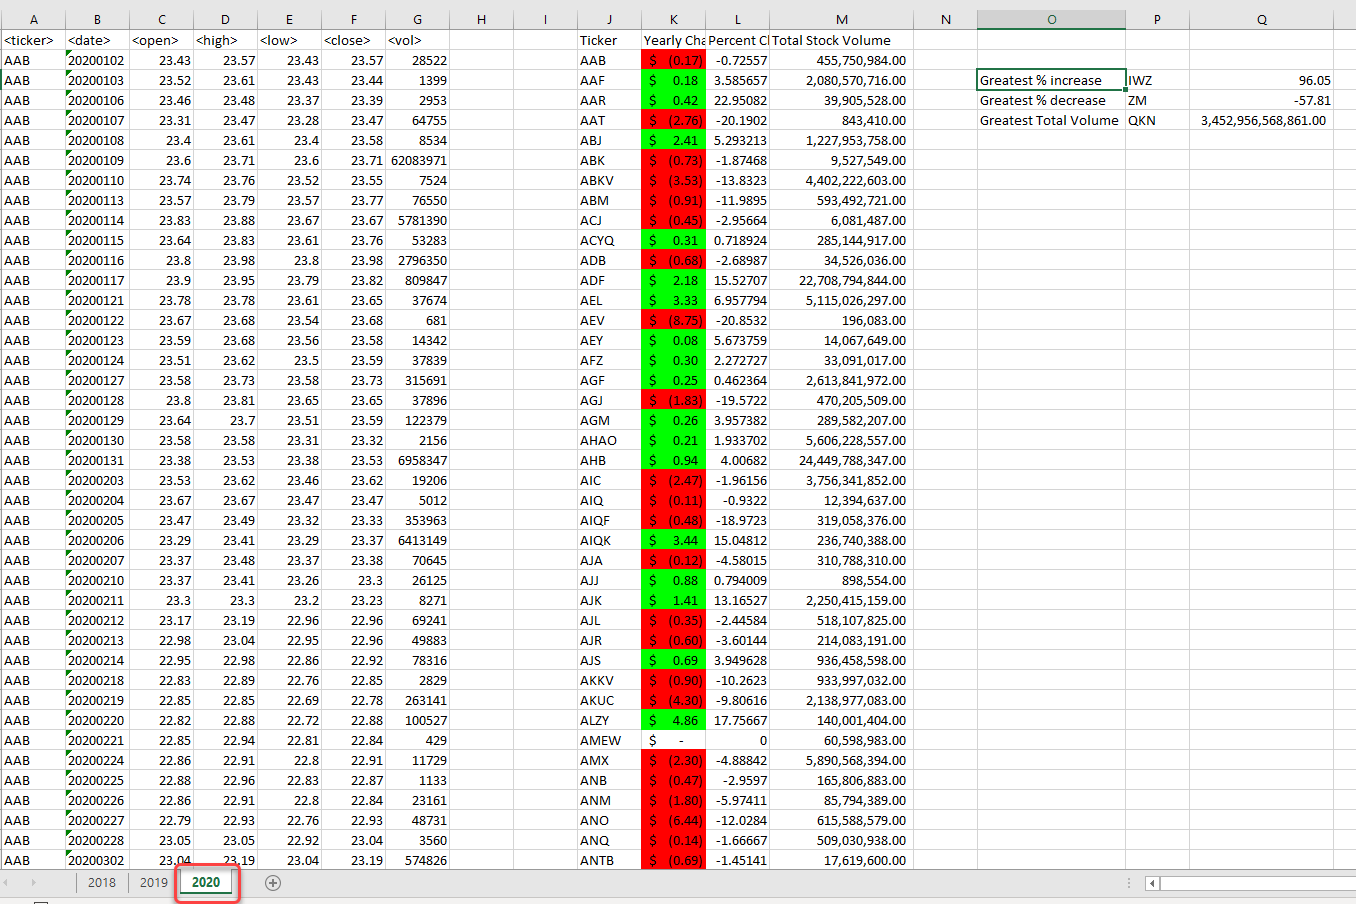 A B C D E F G H I J K L M N O P Q
<ticker> <date> <open> <high> <low> <close> <vol> Ticker Yearly Cha Percent Cl Total Stock Volume
AAB 20200102 23.43 23.57 23.43 23.57 28522 AAB $ (0.17) -0.72557 455,750,984.00
AAB 20200103 23.52 23.61 23.43 23.44 1399 AAF $ 0.18 3.585657 2,080,570,716.00 Greatest % increase IWZ 96.05
AAB 20200106 23.46 23.48 23.37 23.39 2953 AAR $ 0.42 22.95082 39,905,528.00 Greatest % decrease ZM -57.81
AAB 20200107 23.31 23.47 23.28 23.47 64755 AAT $ (2.76) -20.1902 843,410.00 Greatest Total Volume QKN 3,452,956,568,861.00
AAB 20200108 23.4 23.61 23.4 23.58 8534 ABJ $ 2.41 5.293213 1,227,953,758.00
AAB 20200109 23.6 23.71 23.6 23.71 62083971 ABK $ (0.73) -1.87468 9,527,549.00
AAB 20200110 23.74 23.76 23.52 23.55 7524 ABKV $ (3.53) -13.8323 4,402,222,603.00
AAB 20200113 23.57 23.79 23.57 23.77 76550 ABM $ (0.91) -11.9895 593,492,721.00
AAB 20200114 23.83 23.88 23.67 23.67 5781390 ACJ $ (0.45) -2.95664 6,081,487.00
AAB 20200115 23.64 23.83 23.61 23.76 53283 ACYQ $ 0.31 0.718924 285,144,917.00
AAB 20200116 23.8 23.98 23.8 23.98 2796350 ADB $ (0.68) -2.68987 34,526,036.00
AAB 20200117 23.9 23.95 23.79 23.82 809847 ADF $ 2.18 15.52707 22,708,794,844.00
AAB 20200121 23.78 23.78 23.61 23.65 37674 AEL $ 3.33 6.957794 5,115,026,297.00
AAB 20200122 23.67 23.68 23.54 23.68 681 AEV $ (8.75) -20.8532 196,083.00
AAB 20200123 23.59 23.68 23.56 23.58 14342 AEY $ 0.08 5.673759 14,067,649.00
AAB 20200124 23.51 23.62 23.5 23.59 37839 AFZ $ 0.30 2.272727 33,091,017.00
AAB 20200127 23.58 23.73 23.58 23.73 315691 AGF $ 0.25 0.462364 2,613,841,972.00
AAB 20200128 23.8 23.81 23.65 23.65 37896 AGJ $ (1.83) -19.5722 470,205,509.00
AAB 20200129 23.64 23.7 23.51 23.59 122379 AGM $ 0.26 3.957382 289,582,207.00
AAB 20200130 23.58 23.58 23.31 23.32 2156 AHAO $ 0.21 1.933702 5,606,228,557.00
AAB 20200131 23.38 23.53 23.38 23.53 6958347 AHB $ 0.94 4.00682 24,449,788,347.00
AAB 20200203 23.53 23.62 23.46 23.62 19206 AIC $ (2.47) -1.96156 3,756,341,852.00
AAB 20200204 23.67 23.67 23.47 23.47 5012 AIQ $ (0.11) -0.9322 12,394,637.00
AAB 20200205 23.47 23.49 23.32 23.33 353963 AIQF $ (0.48) -18.9723 319,058,376.00
AAB 20200206 23.29 23.41 23.29 23.37 6413149 AIQK $ 3.44 15.04812 236,740,388.00
AAB 20200207 23.37 23.48 23.37 23.38 70645 AJA $ (0.12) -4.58015 310,788,310.00
AAB 20200210 23.37 23.41 23.26 23.3 26125 AJJ $ 0.88 0.794009 898,554.00
AAB 20200211 23.3 23.3 23.2 23.23 8271 AJK $ 1.41 13.16527 2,250,415,159.00
AAB 20200212 23.17 23.19 22.96 22.96 69241 AJL $ (0.35) -2.44584 518,107,825.00
AAB 20200213 22.98 23.04 22.95 22.96 49883 AJR $ (0.60) -3.60144 214,083,191.00
AAB 20200214 22.95 22.98 22.86 22.92 78316 AJS $ 0.69 3.949628 936,458,598.00
AAB 20200218 22.83 22.89 22.76 22.85 2829 AKKV $ (0.90) -10.2623 933,997,032.00
AAB 20200219 22.85 22.85 22.69 22.78 263141 AKUC $ (4.30) -9.80616 2,138,977,083.00
AAB 20200220 22.82 22.88 22.72 22.88 100527 ALZY $ 4.86 17.75667 140,001,404.00
AAB 20200221 22.85 22.94 22.81 22.84 429 AMEW $ - 0 60,598,983.00
AAB 20200224 22.86 22.91 22.8 22.91 11729 AMX $ (2.30) -4.88842 5,890,568,394.00
AAB 20200225 22.88 22.96 22.83 22.87 1133 ANB $ (0.47) -2.9597 165,806,883.00
AAB 20200226 22.86 22.91 22.8 22.84 23161 ANM $ (1.80) -5.97411 85,794,389.00
AAB 20200227 22.79 22.93 22.76 22.93 48731 ANO $ (6.44) -12.0284 615,588,579.00
AAB 20200228 23.05 23.05 22.92 23.04 3560 ANQ $ (0.14) -1.66667 509,030,938.00
AAB 20200302 23.04 23.19 23.04 23.19 574826 ANTB $ (0.69) -1.45141 17,619,600.00
2018 2019 2020